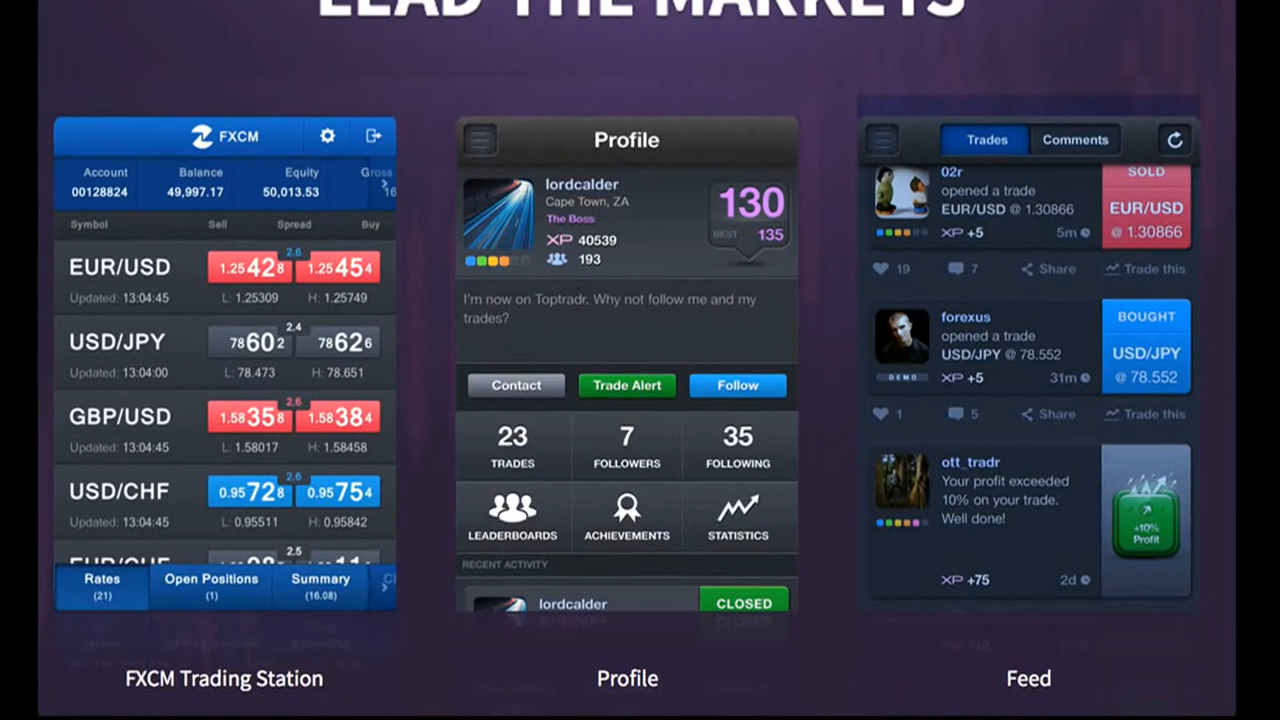 LEAD THE MARKETS
FXCM
Account Balance Equity Gross
00128824 49,997.17 50,013.53 16
Symbol Sell Spread Buy
EUR/USD 1.25428 2.6 1.25454
Updated: 13:04:45 L: 1.25309 H: 1.25749
USD/JPY 78602 2.4 78626
Updated: 13:04:00 L: 78.473 H: 78.651
GBP/USD 1.58358 2.6 1.58384
Updated: 13:04:45 L: 1.58017 H: 1.58458
USD/CHF 0.95728 2.6 0.95754
Updated: 13:04:45 L: 0.95511 H: 0.95842
EUR/CHF 2.5
Rates Open Positions Summary
(21) (1) (16.08)
FXCM Trading Station
Profile
lordcalder
Cape Town, ZA
The Boss
XP 40539
193
130
BEST 135
I'm now on Toptradr. Why not follow me and my
trades?
Contact Trade Alert Follow
23 7 35
TRADES FOLLOWERS FOLLOWING
LEADERBOARDS ACHIEVEMENTS STATISTICS
RECENT ACTIVITY
lordcalder CLOSED
Profile
Trades Comments
02r
opened a trade
EUR/USD @ 1.30866
XP +5 5m
SOLD
EUR/USD
@ 1.30866
19 7 Share Trade this
forexus
opened a trade
USD/JPY @ 78.552
DEMO XP +5 31m
BOUGHT
USD/JPY
@ 78.552
1 5 Share Trade this
ott_tradr
Your profit exceeded
10% on your trade.
Well done!
XP +75 2d
+10%
Profit
Feed